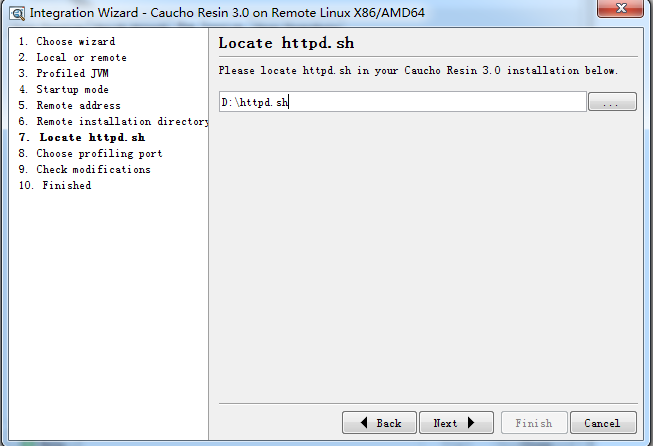 Integration Wizard - Caucho Resin 3.0 on Remote Linux X86/AMD64
1. Choose wizard
2. Local or remote
3. Profiled JVM
4. Startup mode
5. Remote address
6. Remote installation directory
7. Locate httpd.sh
8. Choose profiling port
9. Check modifications
10. Finished
Locate httpd.sh
Please locate httpd.sh in your Caucho Resin 3.0 installation below.
D:\httpd.sh
...
Back
Next
Finish
Cancel